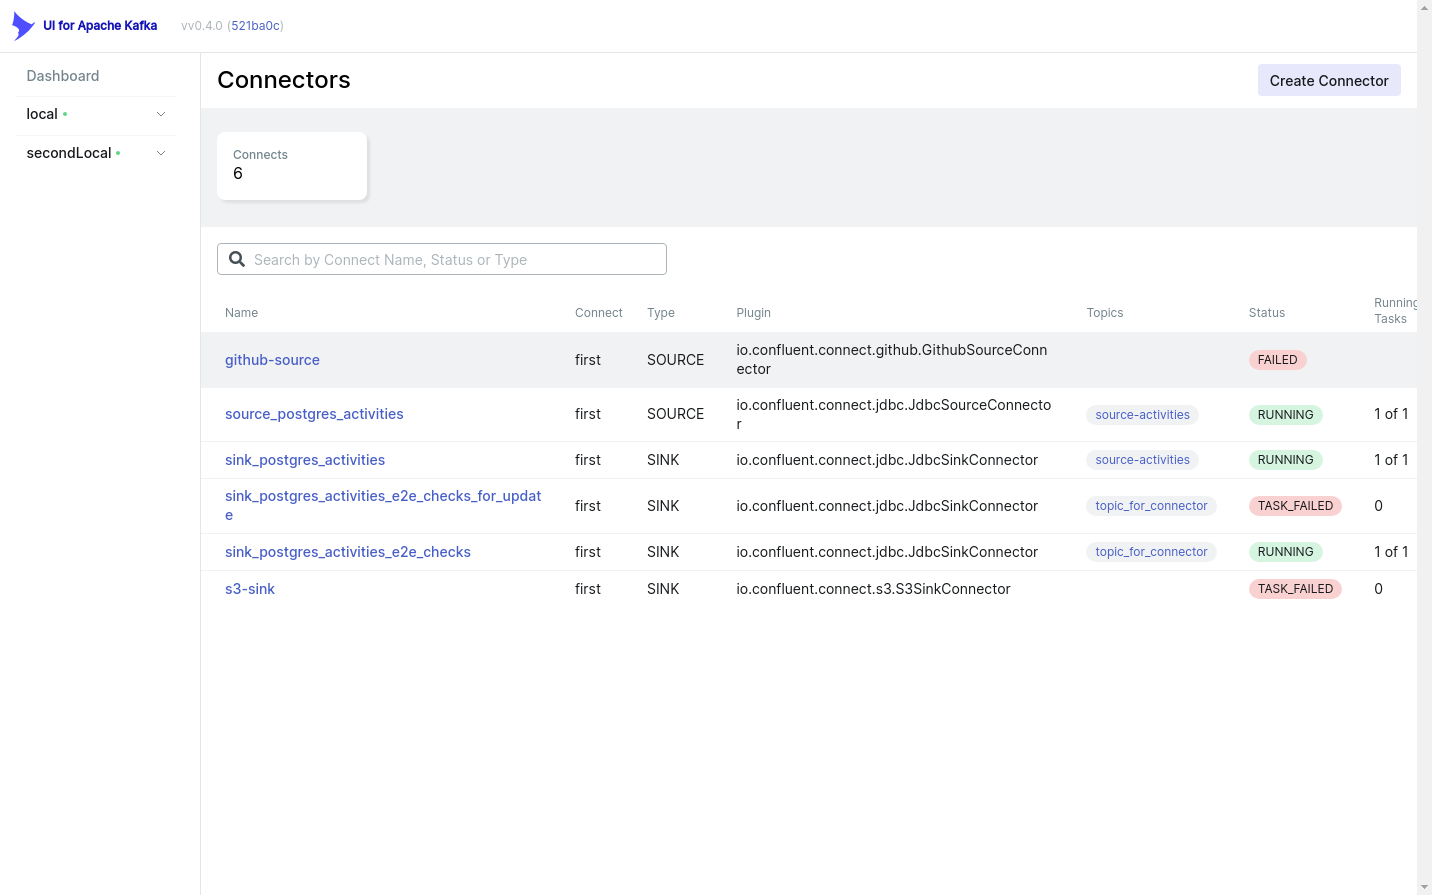 UI for Apache Kafka vv0.4.0 (521ba0c)
Dashboard
local
secondLocal
Connectors
Create Connector
Connects
6
Search by Connect Name, Status or Type
Name Connect Type Plugin Topics Status Running
Tasks
github-source first SOURCE io.confluent.connect.github.GithubSourceConn
ector FAILED
source_postgres_activities first SOURCE io.confluent.connect.jdbc.JdbcSourceConnecto
r source-activities RUNNING 1 of 1
sink_postgres_activities first SINK io.confluent.connect.jdbc.JdbcSinkConnector source-activities RUNNING 1 of 1
sink_postgres_activities_e2e_checks_for_updat
e first SINK io.confluent.connect.jdbc.JdbcSinkConnector topic_for_connector TASK_FAILED 0
sink_postgres_activities_e2e_checks first SINK io.confluent.connect.jdbc.JdbcSinkConnector topic_for_connector RUNNING 1 of 1
s3-sink first SINK io.confluent.connect.s3.S3SinkConnector TASK_FAILED 0